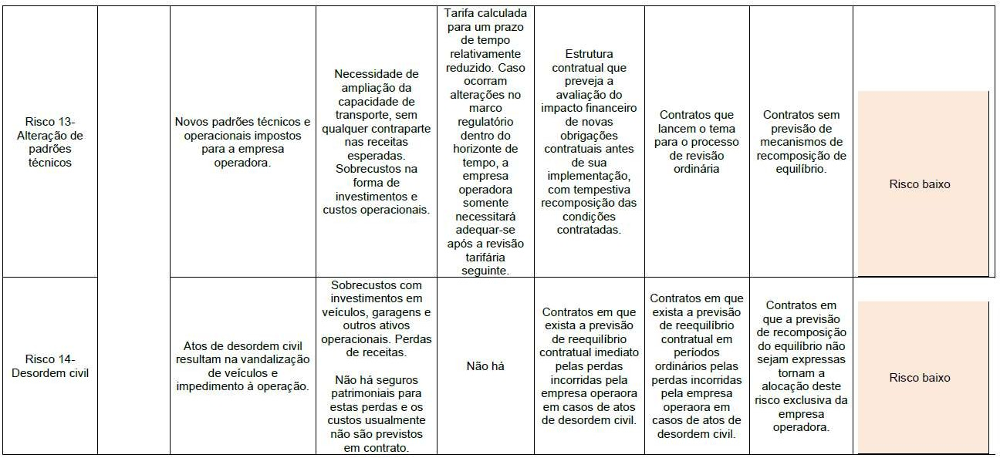 Risco 13-
Alteração de
padrões
técnicos
Novos padrões técnicos e
operacionais impostos
para a empresa
operadora.
Necessidade de
ampliação da
capacidade de
transporte, sem
qualquer contraparte
nas receitas
esperadas.
Sobrecustos na
forma de
investimentos e
custos operacionais.
Tarifa calculada
para um prazo
de tempo
relativamente
reduzido. Caso
ocorram
alterações no
marco
regulatório
dentro do
horizonte de
tempo, a
empresa
operadora
somente
necessitará
adequar-se
após a revisão
tarifária
seguinte.
Estrutura
contratual que
preveja a
avaliação do
impacto financeiro
de novas
obrigações
contratuais antes
de sua
implementação,
com tempestiva
recomposição das
condições
contratadas.
Contratos que
lancem o tema
para o processo
de revisão
ordinária
Contratos sem
previsão de
mecanismos de
recomposição de
equilíbrio.
Risco baixo
Risco 14-
Desordem civil
Atos de desordem civil
resultam na vandalização
de veículos e
impedimento à operação.
Sobrecustos com
investimentos em
veículos, garagens e
outros ativos
operacionais. Perdas
de receitas.
Não há seguros
patrimoniais para
estas perdas e os
custos usualmente
não são previstos
em contrato.
Não há
Contratos em que
exista a previsão
de reequilíbrio
contratual imediato
pelas perdas
incorridas pela
empresa operaora
em casos de atos
de desordem civil.
Contratos em que
exista a previsão
de reequilíbrio
contratual em
períodos
ordinários pelas
perdas incorridas
pela empresa
operaora em
casos de atos de
desordem civil.
Contratos em
que a previsão
de recomposição
do equilíbrio não
sejam expressas
tornam a
alocação deste
risco exclusiva da
empresa
operadora.
Risco baixo